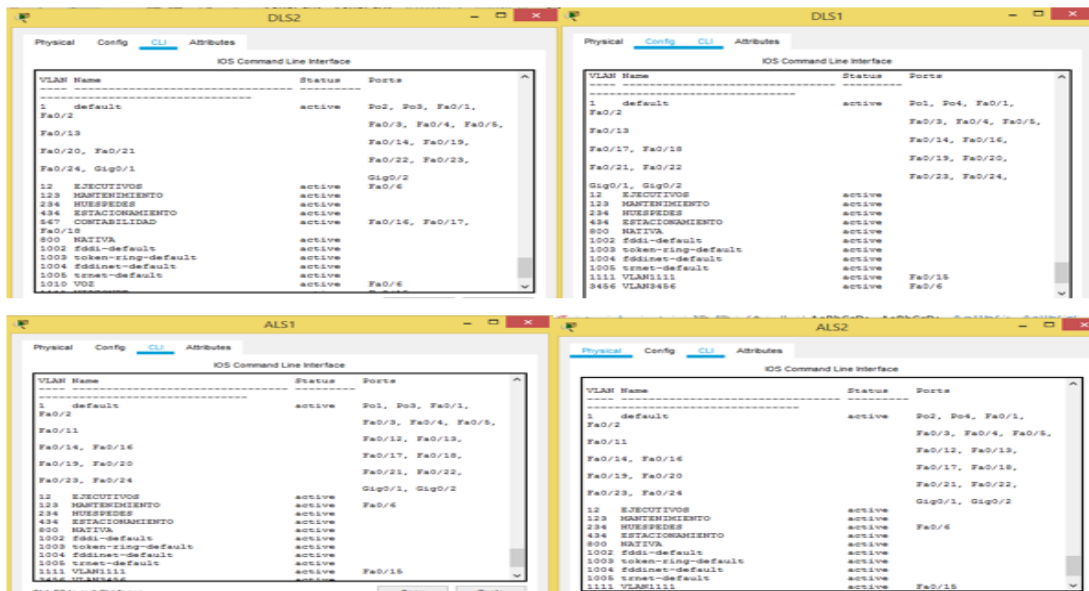 DLS2
Physical Config CLI Attributes
IOS Command Line Interface
VLAN Name Status Ports
1 default active Po2, Po3, Fa0/1,
Fa0/2
Fa0/3, Fa0/4, Fa0/5,
Fa0/13
Fa0/14, Fa0/19,
Fa0/20, Fa0/21
Fa0/22, Fa0/23,
Fa0/24, Gig0/1
Gig0/2
12 EJECUTIVOS active Fa0/6
123 MANTENIMIENTO active
234 HUESPEDES active
434 ESTACIONAMIENTO active
567 CONTABILIDAD active Fa0/16, Fa0/17,
Fa0/18
800 NATIVA active
1002 fddi-default active
1003 token-ring-default active
1004 fddinet-default active
1005 trnet-default active
1010 VOZ active Fa0/6
DLS1
Physical Config CLI Attributes
IOS Command Line Interface
VLAN Name Status Ports
1 default active Po1, Po4, Fa0/1,
Fa0/2
Fa0/3, Fa0/4, Fa0/5,
Fa0/13
Fa0/14, Fa0/16,
Fa0/17, Fa0/18
Fa0/19, Fa0/20,
Fa0/21, Fa0/22
Fa0/23, Fa0/24,
Gig0/1, Gig0/2
12 EJECUTIVOS active
123 MANTENIMIENTO active
234 HUESPEDES active
434 ESTACIONAMIENTO active
800 NATIVA active
1002 fddi-default active
1003 token-ring-default active
1004 fddinet-default active
1005 trnet-default active
1111 VLAN1111 active Fa0/15
3456 VLAN3456 active Fa0/6
ALS1
Physical Config CLI Attributes
IOS Command Line Interface
VLAN Name Status Ports
1 default active Po1, Po3, Fa0/1,
Fa0/2
Fa0/3, Fa0/4, Fa0/5,
Fa0/11
Fa0/12, Fa0/13,
Fa0/14, Fa0/16
Fa0/17, Fa0/18,
Fa0/19, Fa0/20
Fa0/21, Fa0/22,
Fa0/23, Fa0/24
Gig0/1, Gig0/2
12 EJECUTIVOS active
123 MANTENIMIENTO active Fa0/6
234 HUESPEDES active
434 ESTACIONAMIENTO active
800 NATIVA active
1002 fddi-default active
1003 token-ring-default active
1004 fddinet-default active
1005 trnet-default active
1111 VLAN1111 active Fa0/15
3456 VLAN3456 active
ALS2
Physical Config CLI Attributes
IOS Command Line Interface
VLAN Name Status Ports
1 default active Po2, Po4, Fa0/1,
Fa0/2
Fa0/3, Fa0/4, Fa0/5,
Fa0/11
Fa0/12, Fa0/13,
Fa0/14, Fa0/16
Fa0/17, Fa0/18,
Fa0/19, Fa0/20
Fa0/21, Fa0/22,
Fa0/23, Fa0/24
Gig0/1, Gig0/2
12 EJECUTIVOS active
123 MANTENIMIENTO active
234 HUESPEDES active Fa0/6
434 ESTACIONAMIENTO active
800 NATIVA active
1002 fddi-default active
1003 token-ring-default active
1004 fddinet-default active
1005 trnet-default active
1111 VLAN1111 active Fa0/15